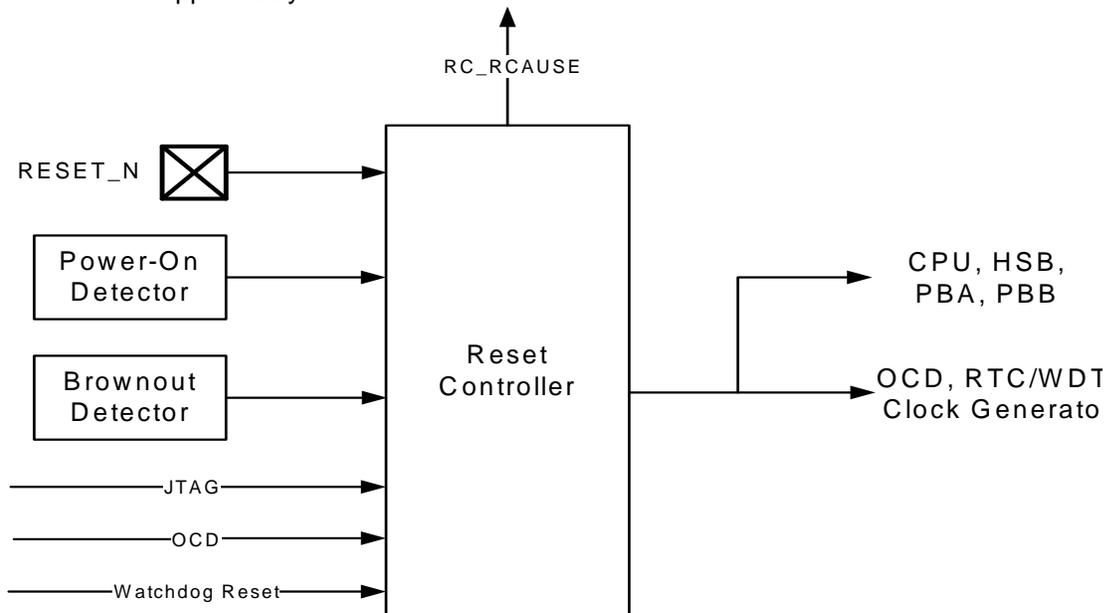 RC_RCAUSE
RESET_N
Power-On
Detector
Brownout
Detector
JTAG
OCD
Watchdog Reset
Reset
Controller
CPU, HSB,
PBA, PBB
OCD, RTC/WDT
Clock Generato